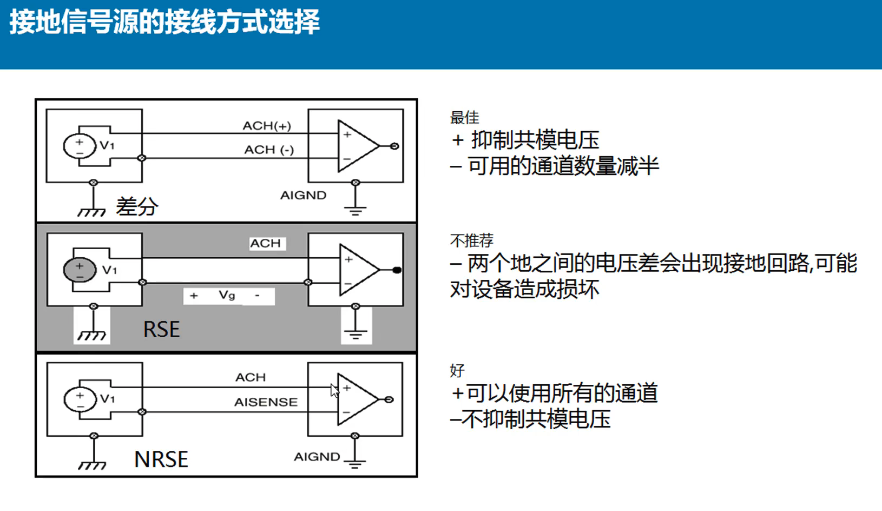 接地信号源的接线方式选择
ACH(+)
V1
ACH (-)
AIGND
差分
最佳
+ 抑制共模电压
– 可用的通道数量减半
ACH
V1
+ Vg -
RSE
不推荐
– 两个地之间的电压差会出现接地回路,可能
对设备造成损坏
ACH
V1
AISENSE
AIGND
NRSE
好
+可以使用所有的通道
–不抑制共模电压